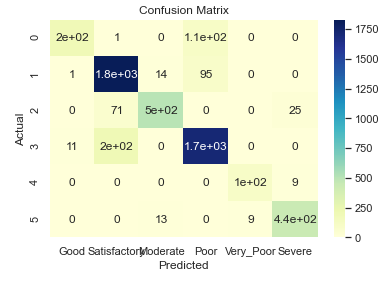 Confusion Matrix
0 2e+02 1 0 1.1e+02 0 0
1 1 1.8e+03 14 95 0 0
2 0 71 5e+02 0 0 25
3 11 2e+02 0 1.7e+03 0 0
4 0 0 0 0 1e+02 9
5 0 0 13 0 9 4.4e+02
Good Satisfactory Moderate Poor Very_Poor Severe
Predicted
Actual
1750
1500
1250
1000
750
500
250
0